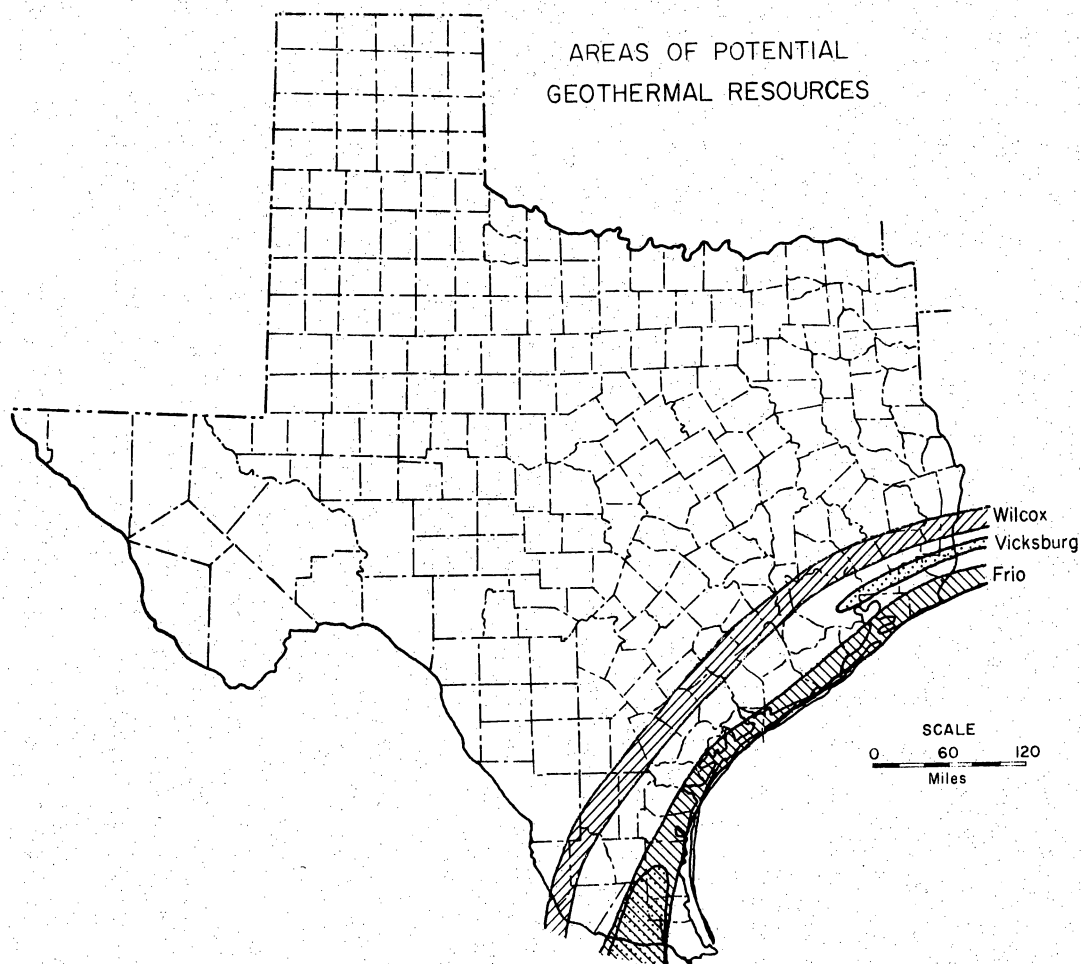 AREAS OF POTENTIAL
GEOTHERMAL RESOURCES
Wilcox
Vicksburg
Frio
SCALE
0 60 120
Miles